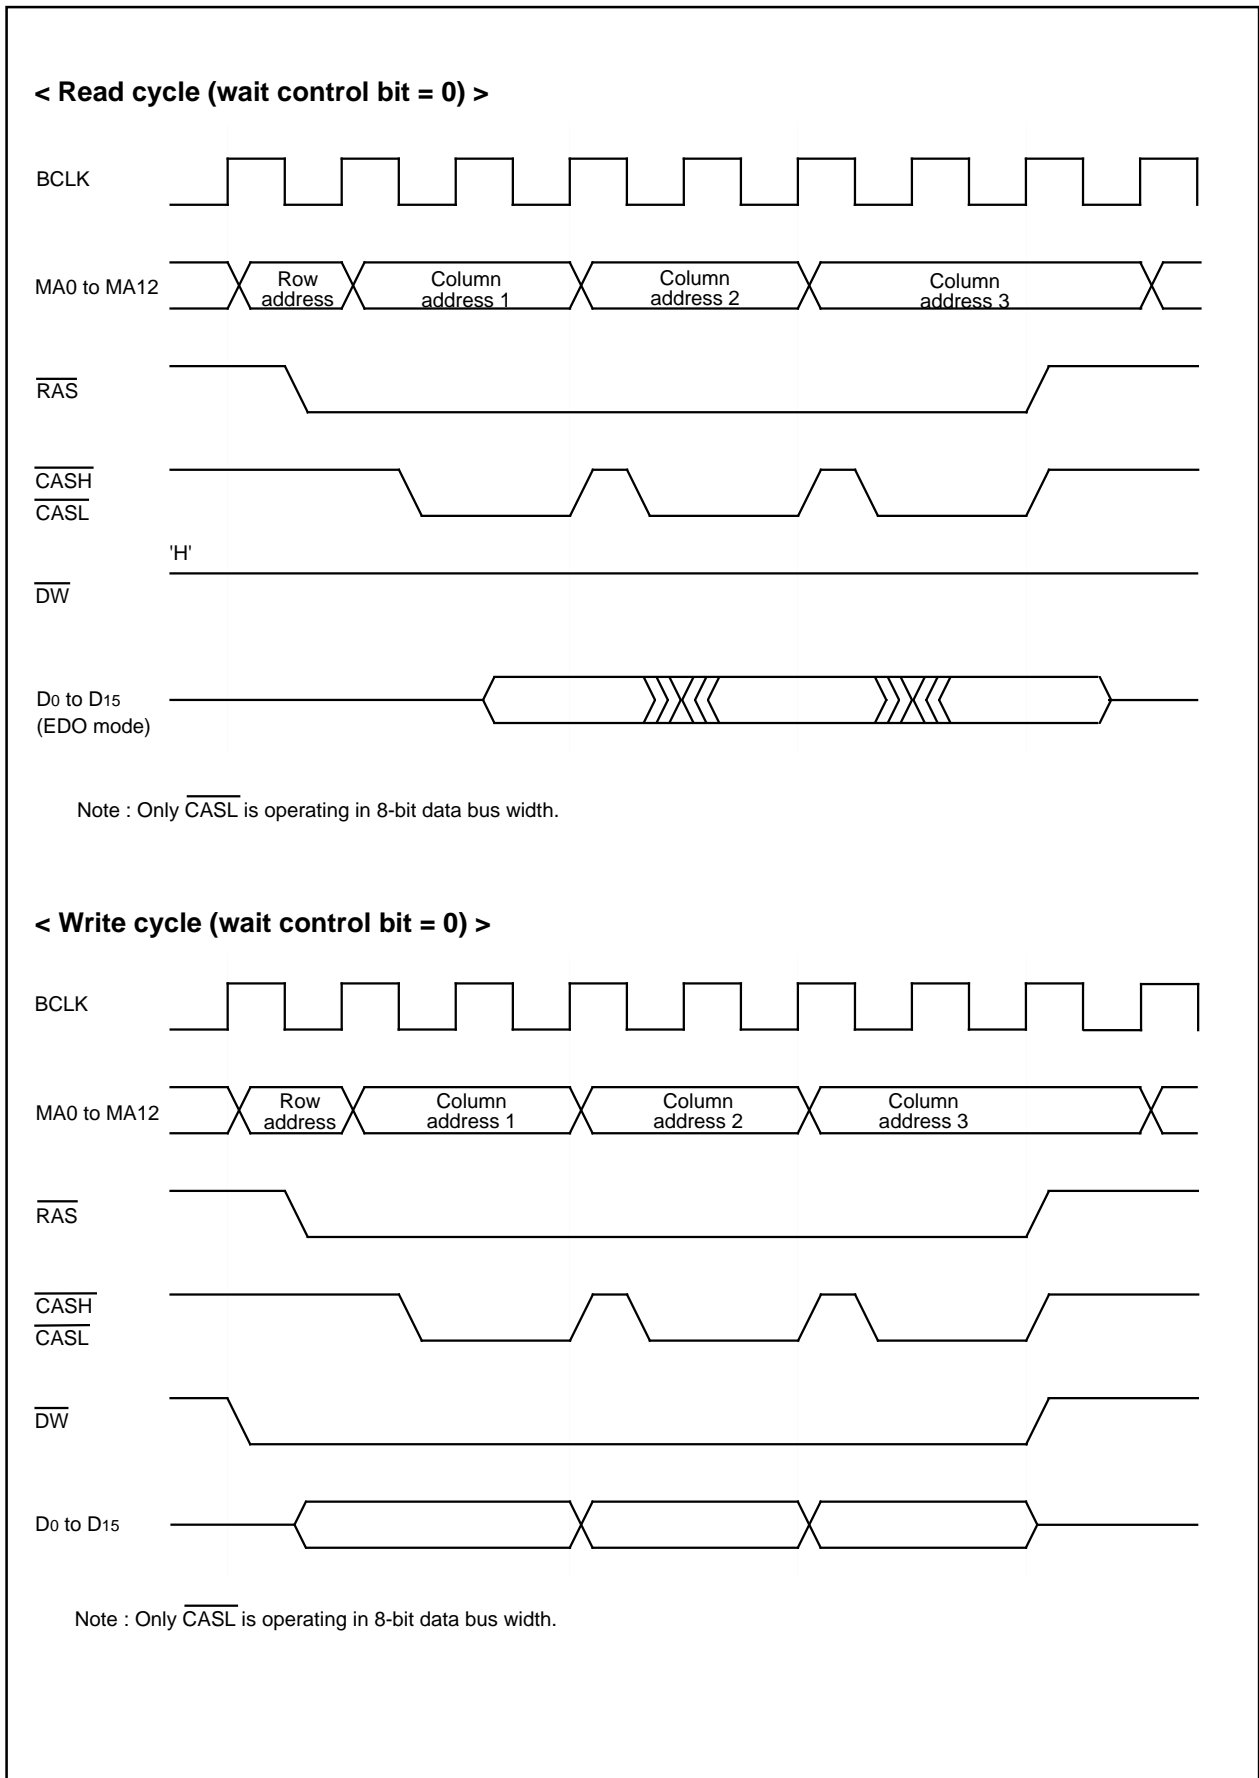 < Read cycle (wait control bit = 0) >
BCLK
MA0 to MA12
Row
address
Column
address 1
Column
address 2
Column
address 3
RAS
CASH
CASL
'H'
DW
D0 to D15
(EDO mode)
Note : Only CASL is operating in 8-bit data bus width.
< Write cycle (wait control bit = 0) >
BCLK
MA0 to MA12
Row
address
Column
address 1
Column
address 2
Column
address 3
RAS
CASH
CASL
DW
D0 to D15
Note : Only CASL is operating in 8-bit data bus width.